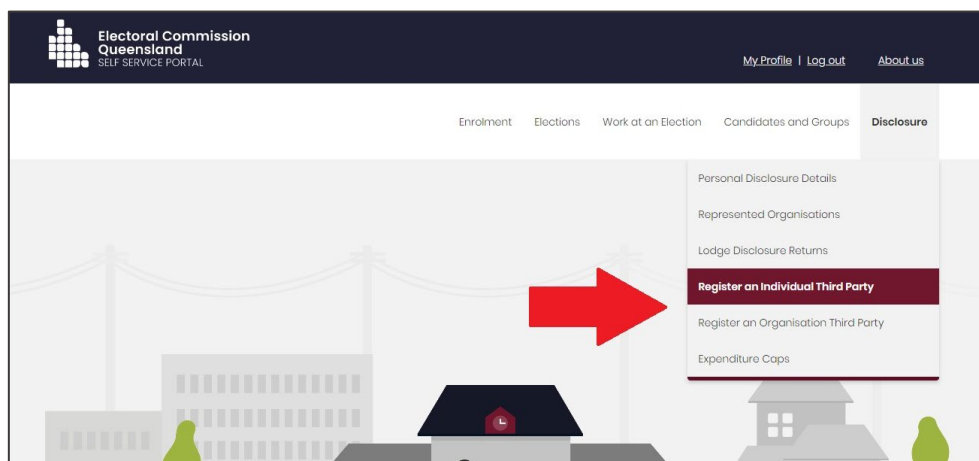 Electoral Commission
Queensland
SELF SERVICE PORTAL
My Profile | Log out About us
Enrolment Elections Work at an Election Candidates and Groups Disclosure
Personal Disclosure Details
Represented Organisations
Lodge Disclosure Returns
Register an Individual Third Party
Register an Organisation Third Party
Expenditure Caps